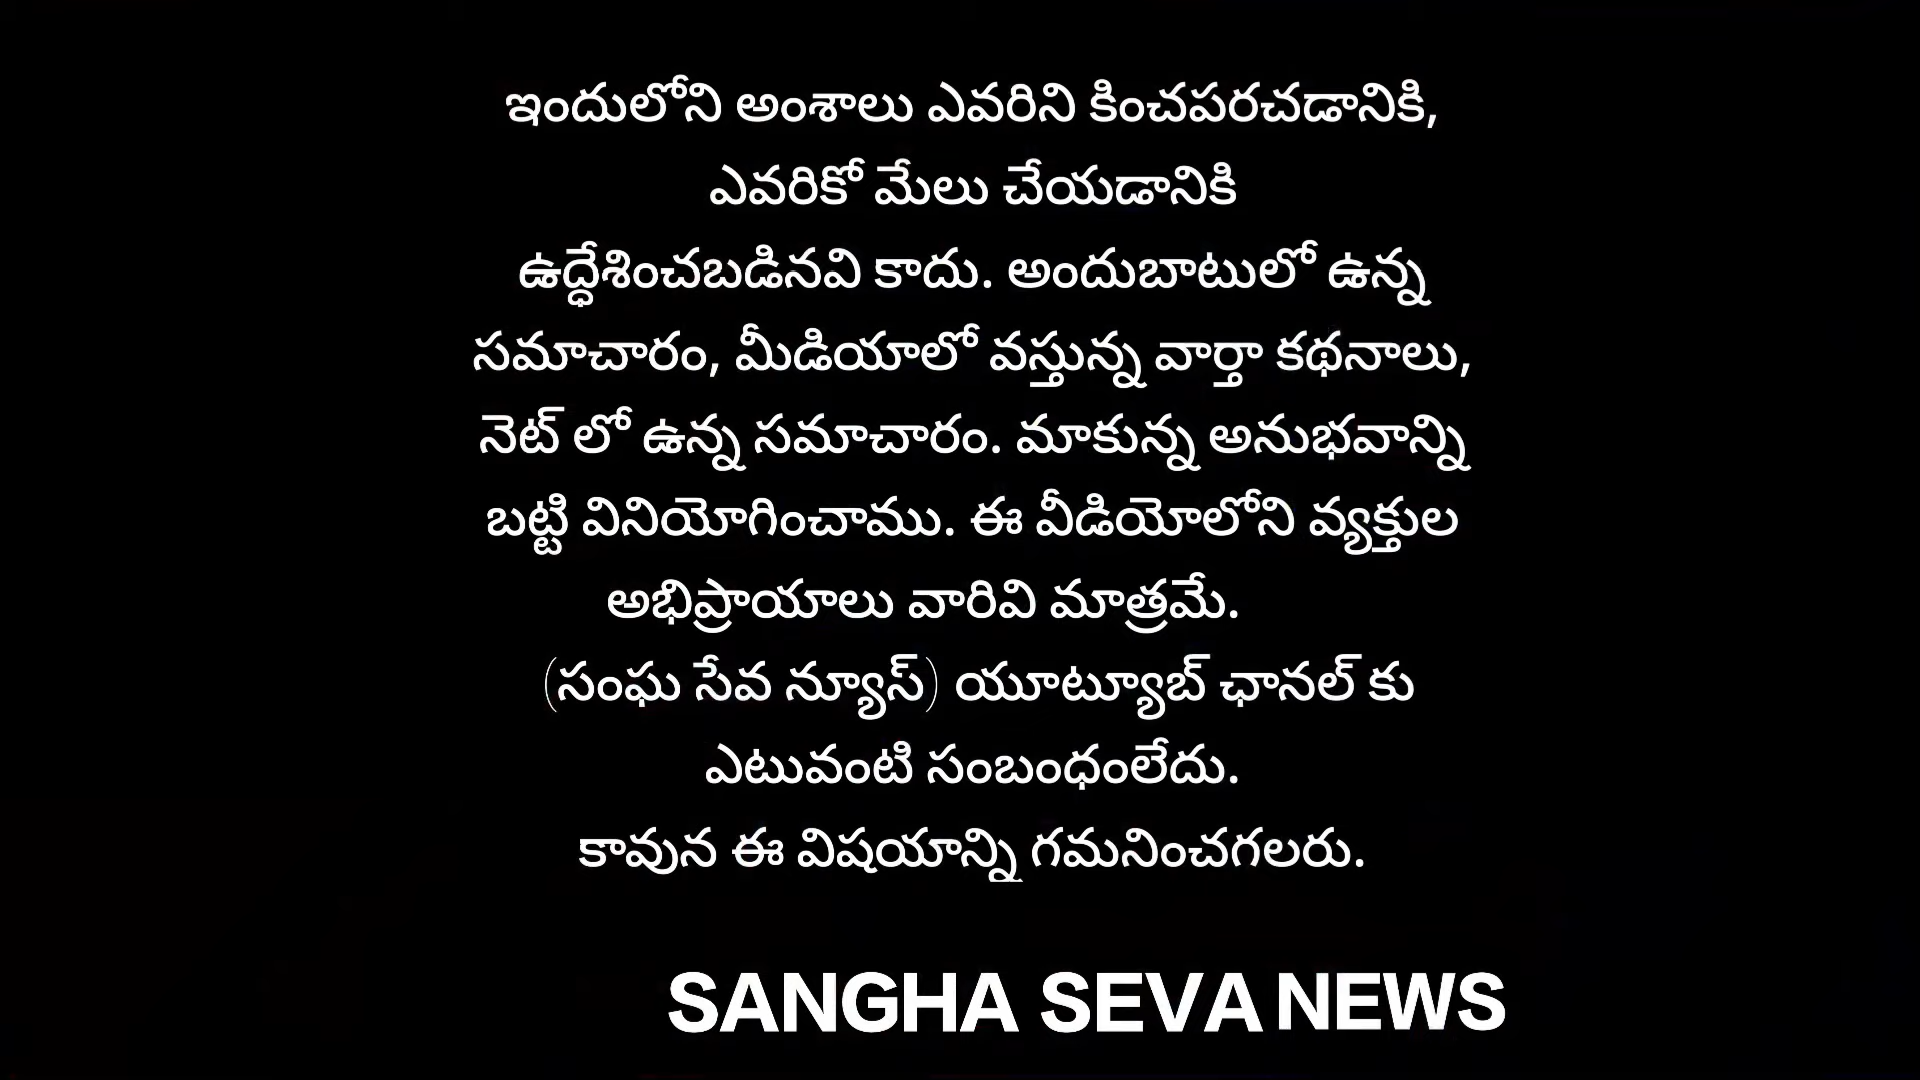 ఇందులోని అంశాలు ఎవరిని కించపరచడానికి,
ఎవరికో మేలు చేయడానికి
ఉద్ధేశించబడినవి కాదు. అందుబాటులో ఉన్న
సమాచారం, మీడియాలో వస్తున్న వార్తా కథనాలు,
నెట్ లో ఉన్న సమాచారం. మాకున్న అనుభవాన్ని
బట్టి వినియోగించాము. ఈ వీడియోలోని వ్యక్తుల
అభిప్రాయాలు వారివి మాత్రమే.
(సంఘ సేవ న్యూస్) యూట్యూబ్ ఛానల్ కు
ఎటువంటి సంబంధంలేదు.
కావున ఈ విషయాన్ని గమనించగలరు.
SANGHA SEVA NEWS